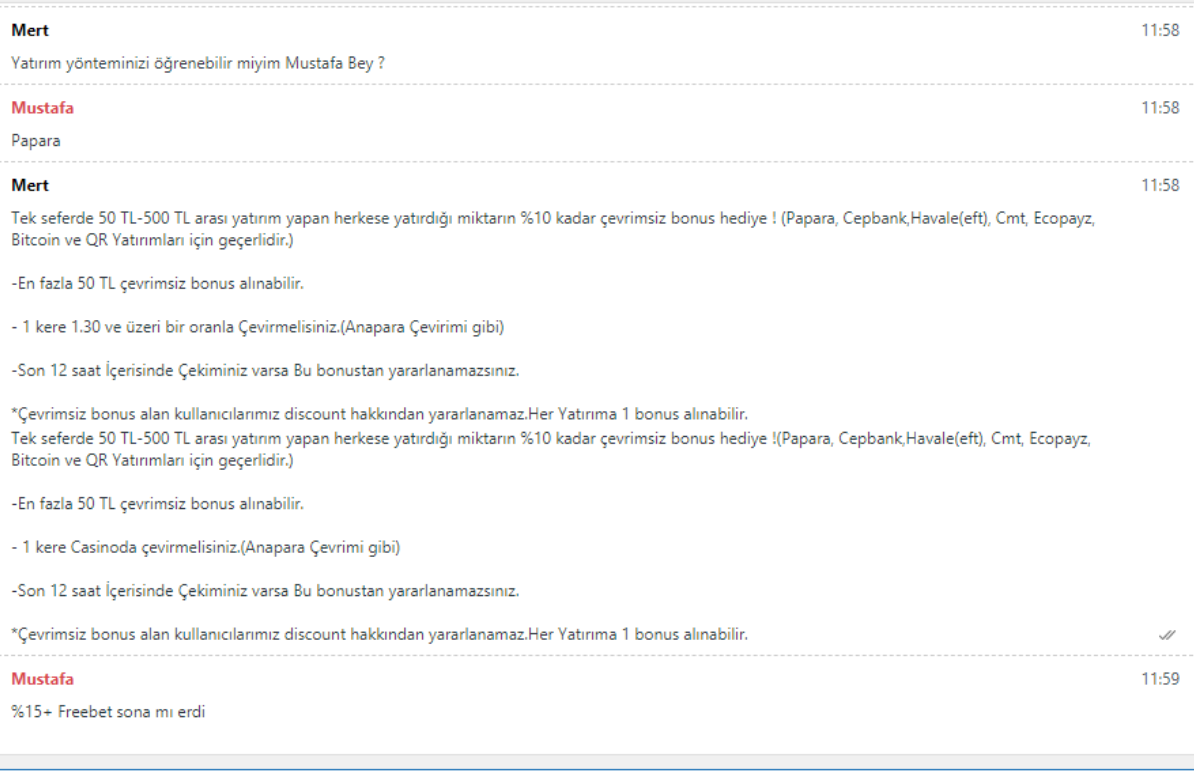 Mert 11:58
Yatırım yönteminizi öğrenebilir miyim Mustafa Bey ?
Mustafa 11:58
Papara
Mert 11:58
Tek seferde 50 TL-500 TL arası yatırım yapan herkese yatırdığı miktarın %10 kadar çevrimsiz bonus hediye ! (Papara, Cepbank,Havale(eft), Cmt, Ecopayz,
Bitcoin ve QR Yatırımları için geçerlidir.)
-En fazla 50 TL çevrimsiz bonus alınabilir.
- 1 kere 1.30 ve üzeri bir oranla Çevirmelisiniz.(Anapara Çevirimi gibi)
-Son 12 saat İçerisinde Çekiminiz varsa Bu bonustan yararlanamazsınız.
*Çevrimsiz bonus alan kullanıcılarımız discount hakkından yararlanamaz.Her Yatırıma 1 bonus alınabilir.
Tek seferde 50 TL-500 TL arası yatırım yapan herkese yatırdığı miktarın %10 kadar çevrimsiz bonus hediye !(Papara, Cepbank,Havale(eft), Cmt, Ecopayz,
Bitcoin ve QR Yatırımları için geçerlidir.)
-En fazla 50 TL çevrimsiz bonus alınabilir.
- 1 kere Casinoda çevirmelisiniz.(Anapara Çevrimi gibi)
-Son 12 saat İçerisinde Çekiminiz varsa Bu bonustan yararlanamazsınız.
*Çevrimsiz bonus alan kullanıcılarımız discount hakkından yararlanamaz.Her Yatırıma 1 bonus alınabilir.
Mustafa 11:59
%15+ Freebet sona mı erdi